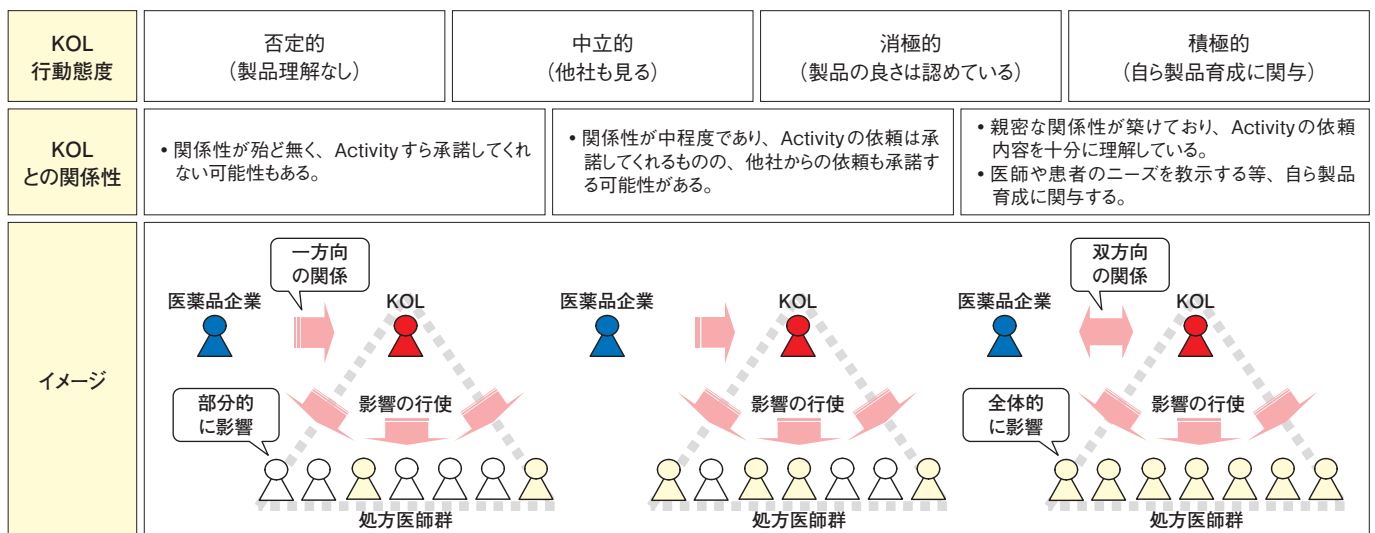 KOL
行動態度
否定的
（製品理解なし）
中立的
（他社も見る）
消極的
（製品の良さは認めている）
積極的
（自ら製品育成に関与）
KOL
との関係性
• 関係性が殆ど無く、Activityすら承諾してくれ
ない可能性もある。
• 関係性が中程度であり、Activityの依頼は承
諾してくれるものの、他社からの依頼も承諾す
る可能性がある。
• 親密な関係性が築けており、Activityの依頼
内容を十分に理解している。
• 医師や患者のニーズを教示する等、自ら製品
育成に関与する。
イメージ
一方向
の関係
医薬品企業
KOL
部分的
に影響
影響の行使
処方医師群
医薬品企業
KOL
影響の行使
処方医師群
双方向
の関係
医薬品企業
KOL
全体的
に影響
影響の行使
処方医師群